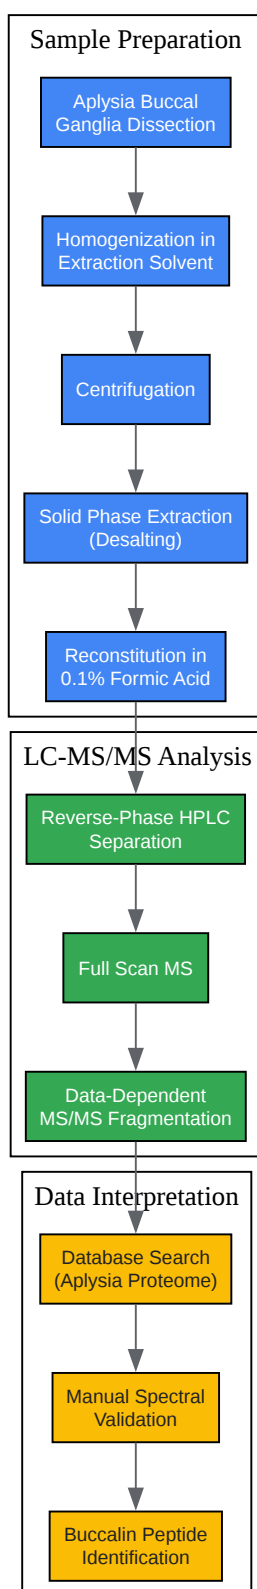 Sample Preparation
Aplysia Buccal
Ganglia Dissection
Homogenization in
Extraction Solvent
Centrifugation
Solid Phase Extraction
(Desalting)
Reconstitution in
0.1% Formic Acid
LC-MS/MS Analysis
Reverse-Phase HPLC
Separation
Full Scan MS
Data-Dependent
MS/MS Fragmentation
Data Interpretation
Database Search
(Aplysia Proteome)
Manual Spectral
Validation
Buccalin Peptide
Identification